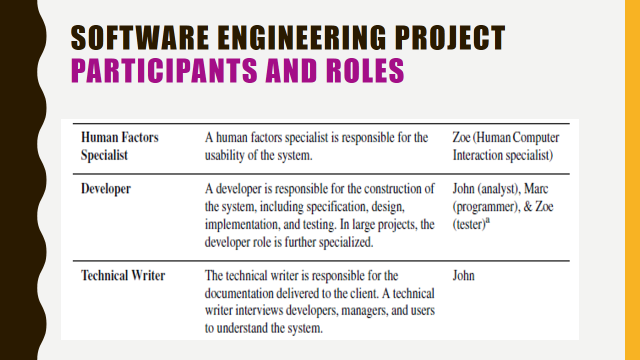 SOFTWARE ENGINEERING PROJECT
PARTICIPANTS AND ROLES
Human Factors Specialist
A human factors specialist is responsible for the
usability of the system.
Zoe (Human Computer
Interaction specialist)
Developer
A developer is responsible for the construction of
the system, including specification, design,
implementation, and testing. In large projects, the
developer role is further specialized.
John (analyst), Marc
(programmer), & Zoe
(tester)ª
Technical Writer
The technical writer is responsible for the
documentation delivered to the client. A technical
writer interviews developers, managers, and users
to understand the system.
John